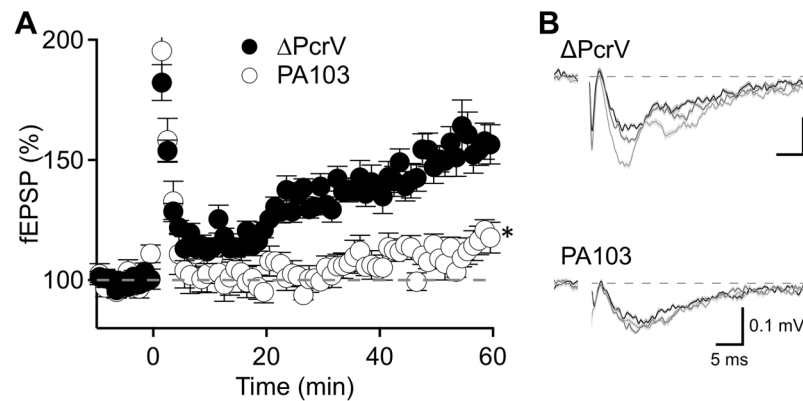 A
200
150
100
fEPSP (%)
ΔPcrV
PA103
*
0
20
40
60
Time (min)
B
ΔPcrV
PA103
0.1 mV
5 ms